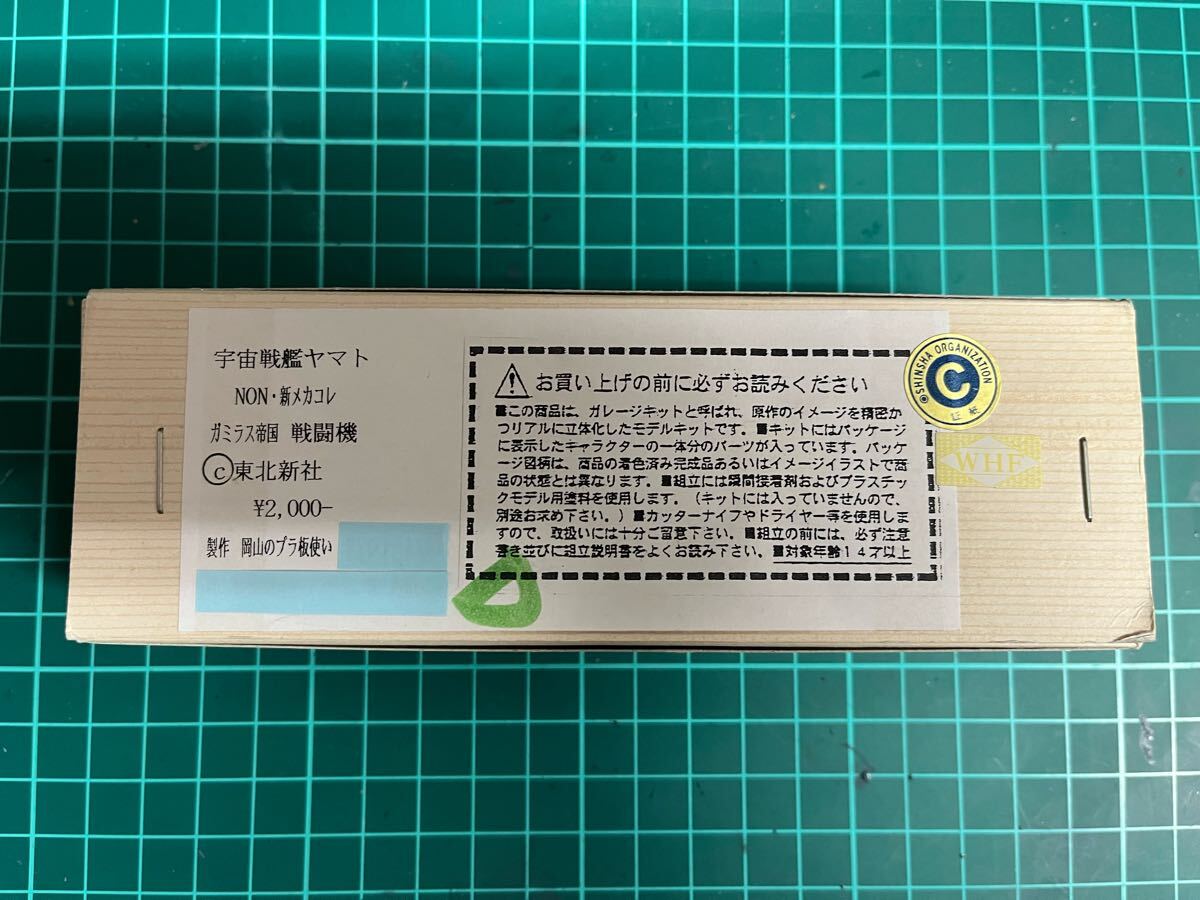 宇宙戦艦ヤマト
NON・新メカコレ
ガミラス帝国 戦闘機
©東北新社
¥2,000-
製作 岡山のプラ板使い
⚠お買い上げの前に必ずお読みください
■この商品は、ガレージキットと呼ばれ、原作のイメージを精密か
つリアルに立体化したモデルキットです。■キットにはパッケージ
に表示したキャラクターの一体分のパーツが入っています。パッケ
ージ図柄は、商品の着色済み完成品あるいはイメージイラストで商
品の状態とは異なります。■組立には瞬間接着剤およびプラステッ
クモデル用塗料を使用します。（キットには入っていませんので、
別途お求め下さい。）■カッターナイフやドライヤー等を使用しま
すので、取扱いには十分ご留意下さい。■組立の前には、必ず注意
書き並びに組立説明書をよくお読み下さい。■対象年齢14才以上
SHINSHA ORGANIZATION
C
証紙
WHF